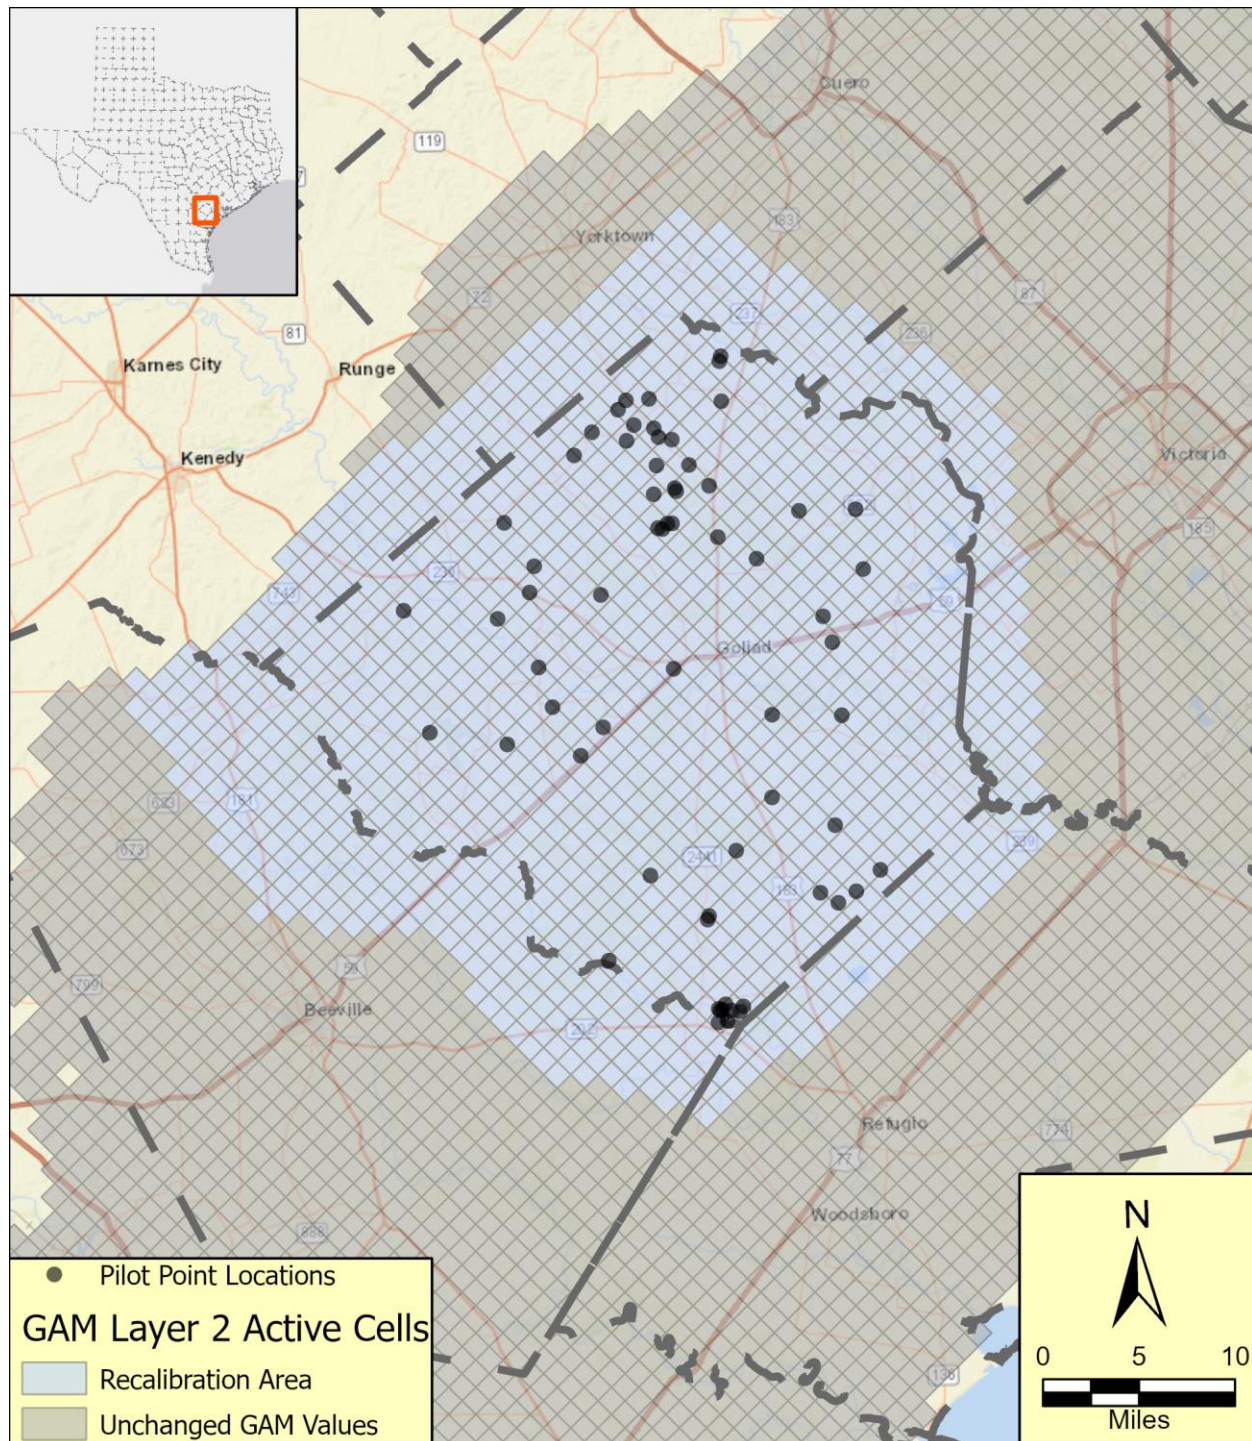 Cuero
119
183
Yorktown
7
72
237
87
81
236
Karnes City
Runge
Kenedy
Victoria
185
239
743
59
Goliad
181
623
673
239
2441
183
59
799
Beeville
202
Refugio
774
77
Woodsboro
888
N
Pilot Point Locations
GAM Layer 2 Active Cells
0 5 10
136
Recalibration Area
Miles
Unchanged GAM Values